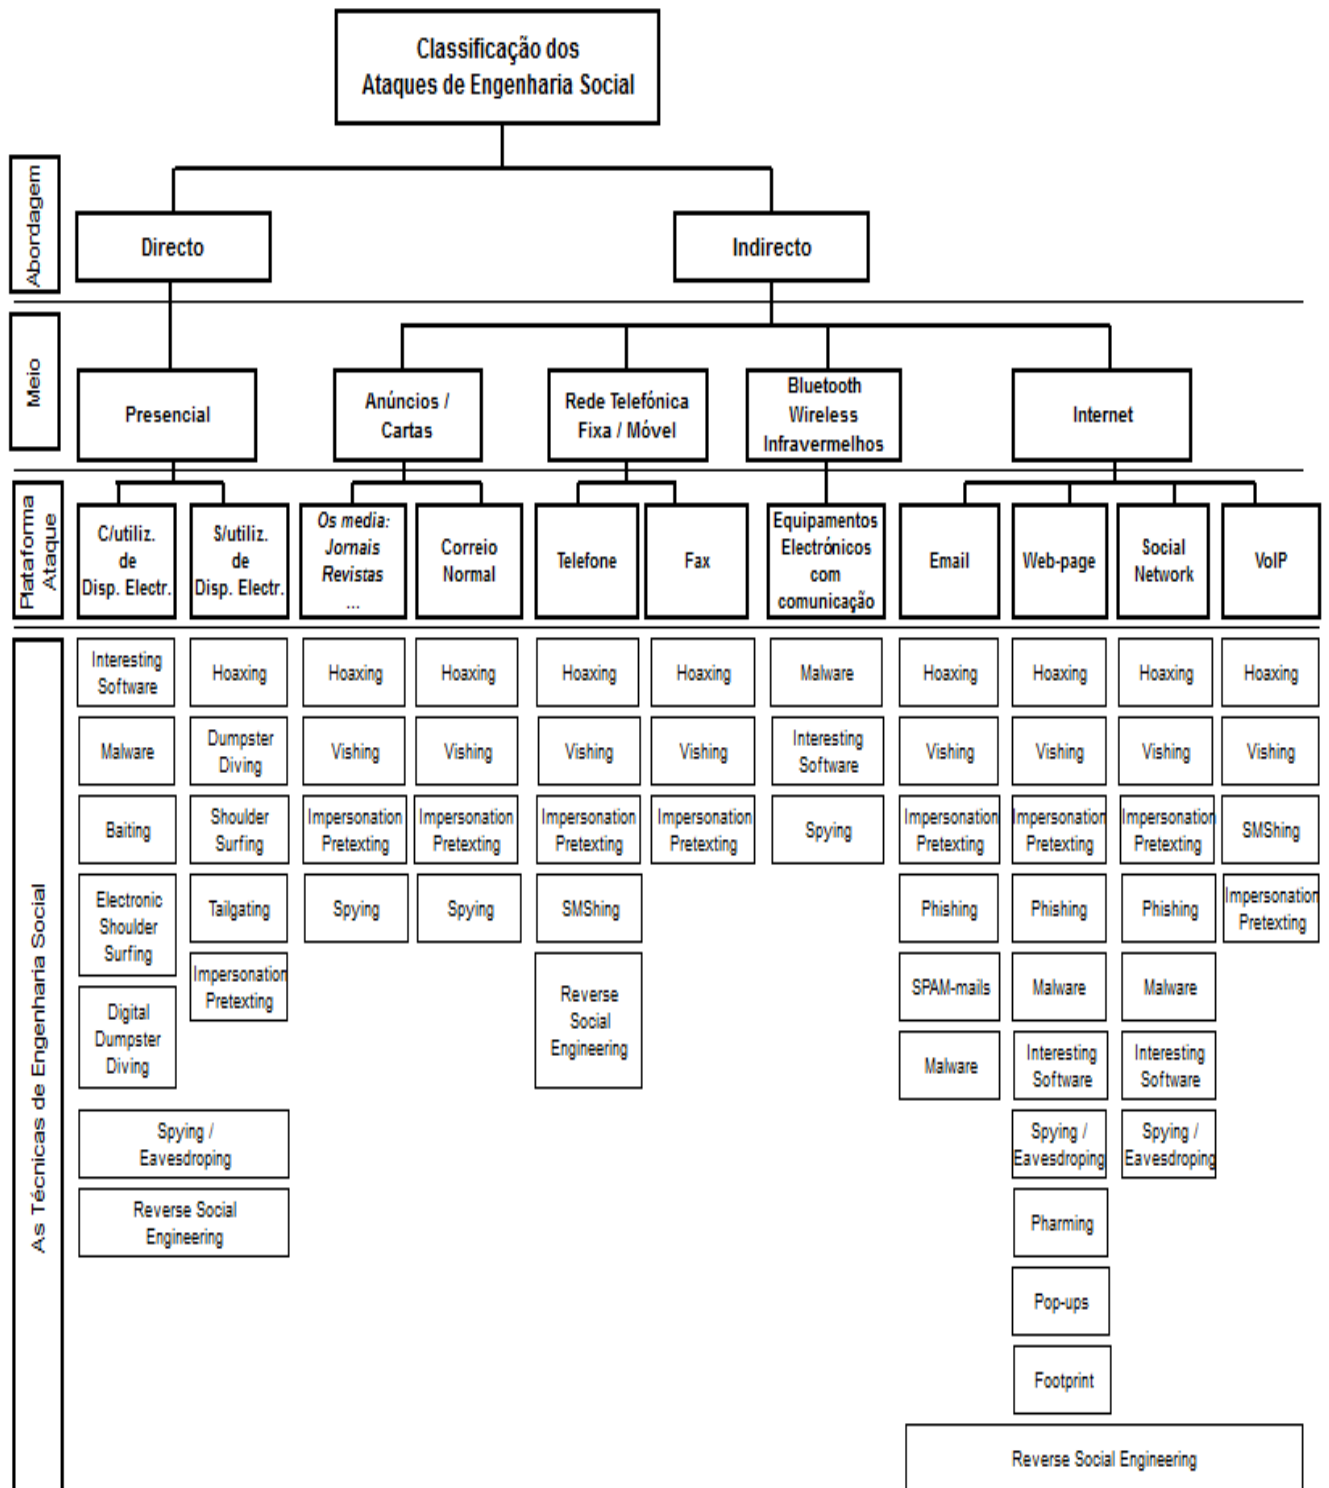 Classificação dos
Ataques de Engenharia Social
Abordagem
Directo
Indirecto
Meio
Presencial
Anúncios /
Cartas
Rede Telefónica
Fixa / Móvel
Bluetooth
Wireless
Infravermelhos
Internet
Plataforma
Ataque
C/utiliz.
de
Disp. Electr.
S/utiliz.
de
Disp. Electr.
Os media:
Jornais
Revistas
...
Correio
Normal
Telefone
Fax
Equipamentos
Electrónicos
com
comunicação
Email
Web-page
Social
Network
VoIP
As Técnicas de Engenharia Social
Interesting
Software
Malware
Baiting
Electronic
Shoulder
Surfing
Digital
Dumpster
Diving
Hoaxing
Dumpster
Diving
Shoulder
Surfing
Tailgating
Impersonation
Pretexting
Spying /
Eavesdroping
Reverse Social
Engineering
Hoaxing
Vishing
Impersonation
Pretexting
Spying
Hoaxing
Vishing
Impersonation
Pretexting
Spying
Hoaxing
Vishing
Impersonation
Pretexting
SMShing
Reverse
Social
Engineering
Hoaxing
Vishing
Impersonation
Pretexting
Malware
Interesting
Software
Spying
Hoaxing
Vishing
Impersonation
Pretexting
Phishing
SPAM-mails
Malware
Hoaxing
Vishing
Impersonation
Pretexting
Phishing
Malware
Interesting
Software
Spying /
Eavesdroping
Pharming
Pop-ups
Footprint
Hoaxing
Vishing
Impersonation
Pretexting
Phishing
Malware
Interesting
Software
Spying /
Eavesdroping
Hoaxing
Vishing
SMShing
Impersonation
Pretexting
Reverse Social Engineering